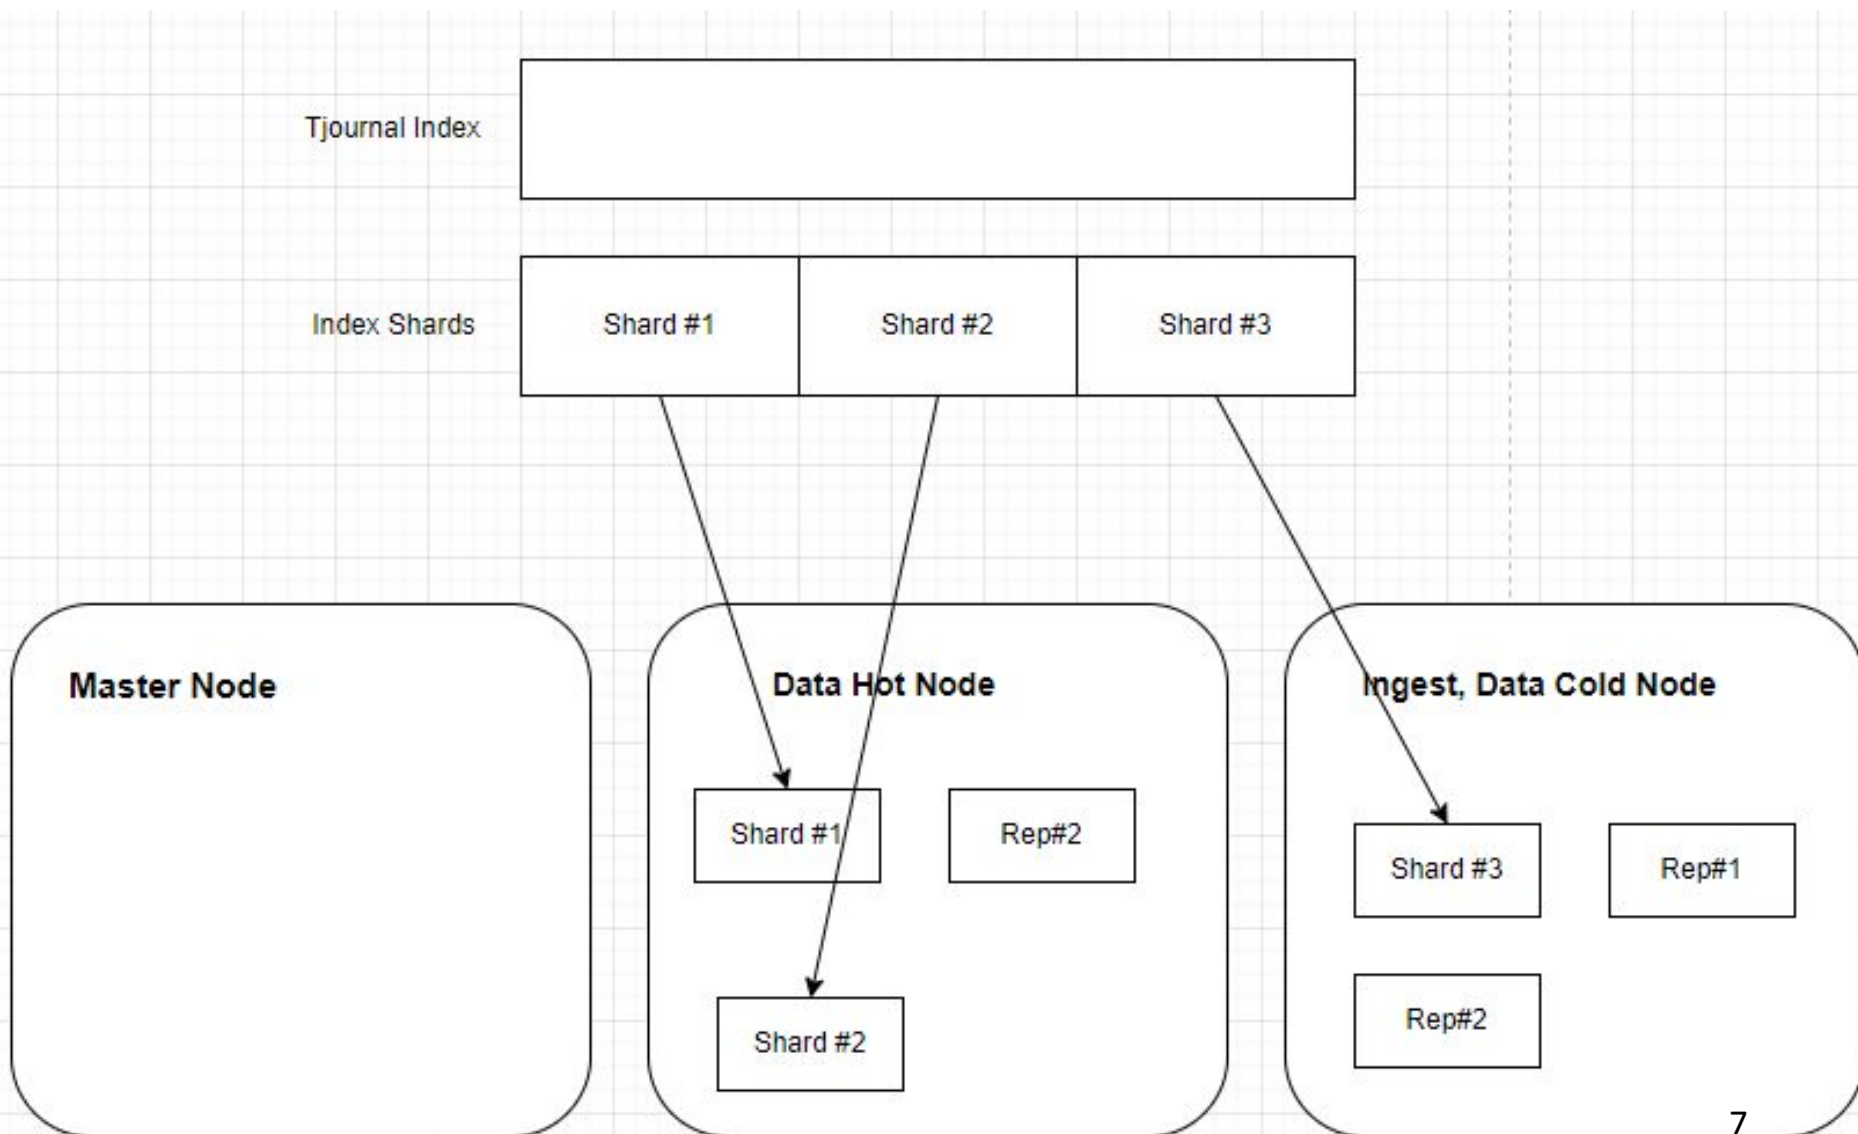 Tjournal Index
Index Shards
Shard #1
Shard #2
Shard #3
Master Node
Data Hot Node
Ingest, Data Cold Node
Shard #1
Rep#2
Shard #3
Rep#1
Shard #2
Rep#2
7